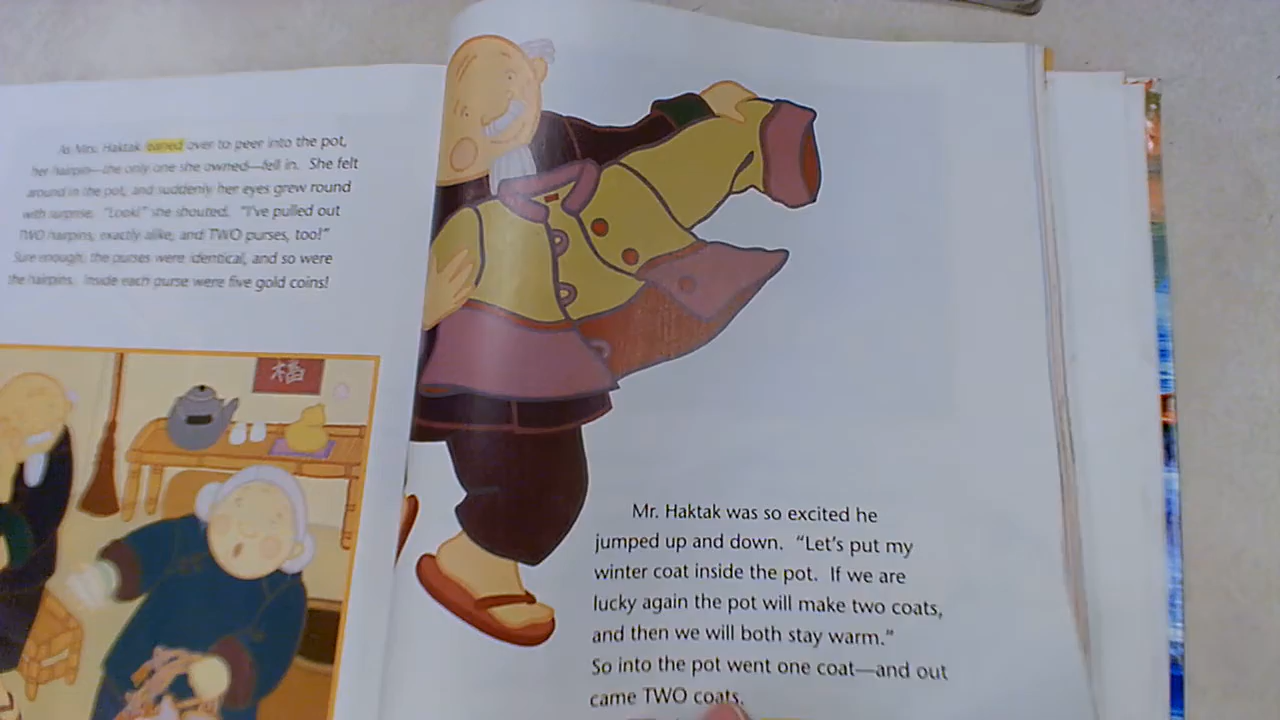 As Mrs. Haktak leaned over to peer into the pot,
her hairpin—the only one she owned—fell in. She felt
around in the pot, and suddenly her eyes grew round
with surprise. "Look!" she shouted. "I've pulled out
TWO hairpins, exactly alike, and TWO purses, too!"
Sure enough, the purses were identical, and so were
the hairpins. Inside each purse were five gold coins!
福
Mr. Haktak was so excited he
jumped up and down. "Let's put my
winter coat inside the pot. If we are
lucky again the pot will make two coats,
and then we will both stay warm."
So into the pot went one coat—and out
came TWO coats.